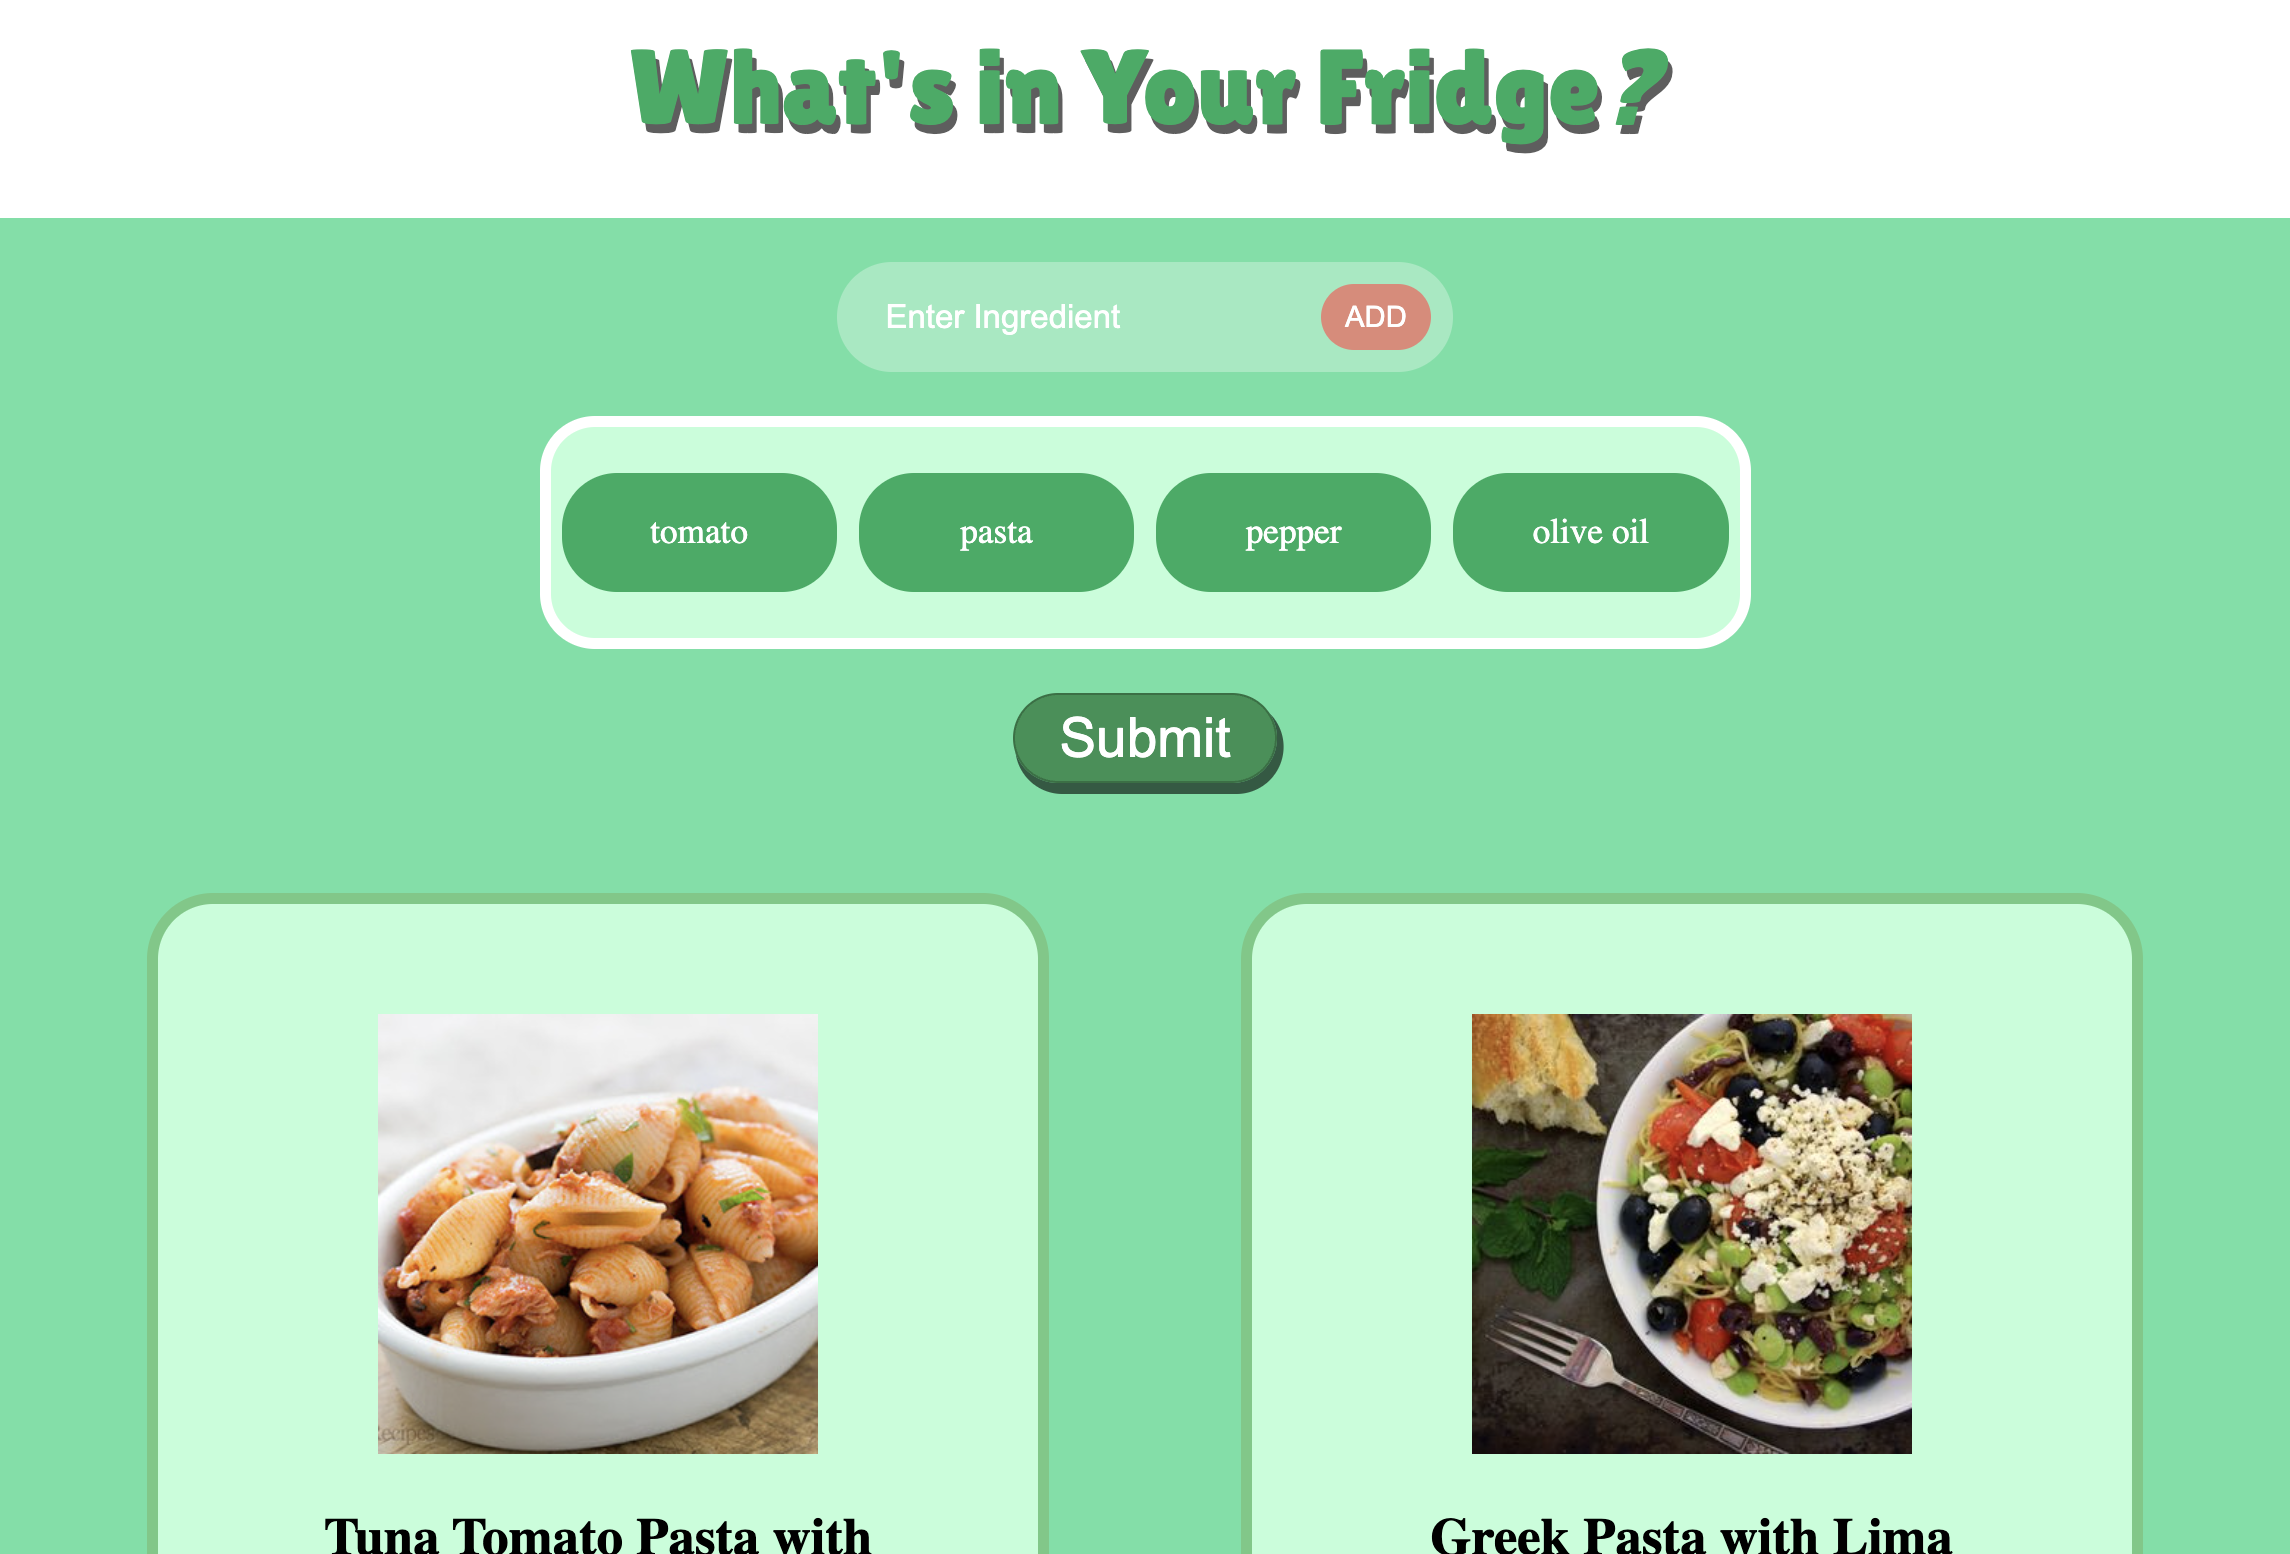 What's in Your Fridge?
Enter Ingredient
ADD
tomato
pasta
pepper
olive oil
Submit
ecipes
Tuna Tomato Pasta with
Greek Pasta with Lima